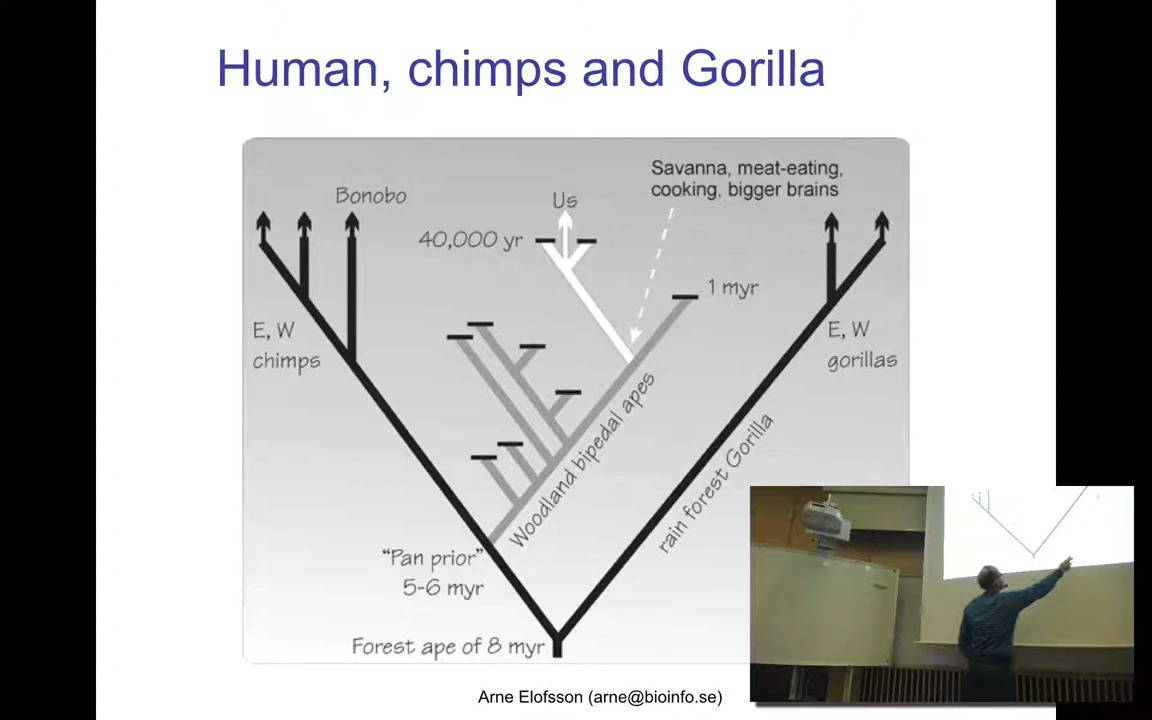 Human, chimps and Gorilla
Savanna, meat-eating,
cooking, bigger brains
Bonobo
Us
40,000 yr
1 myr
E, W
chimps
E, W
gorillas
Woodland bipedal apes
rain forest Gorilla
"Pan prior"
5-6 myr
Forest ape of 8 myr
Arne Elofsson (arne@bioinfo.se)